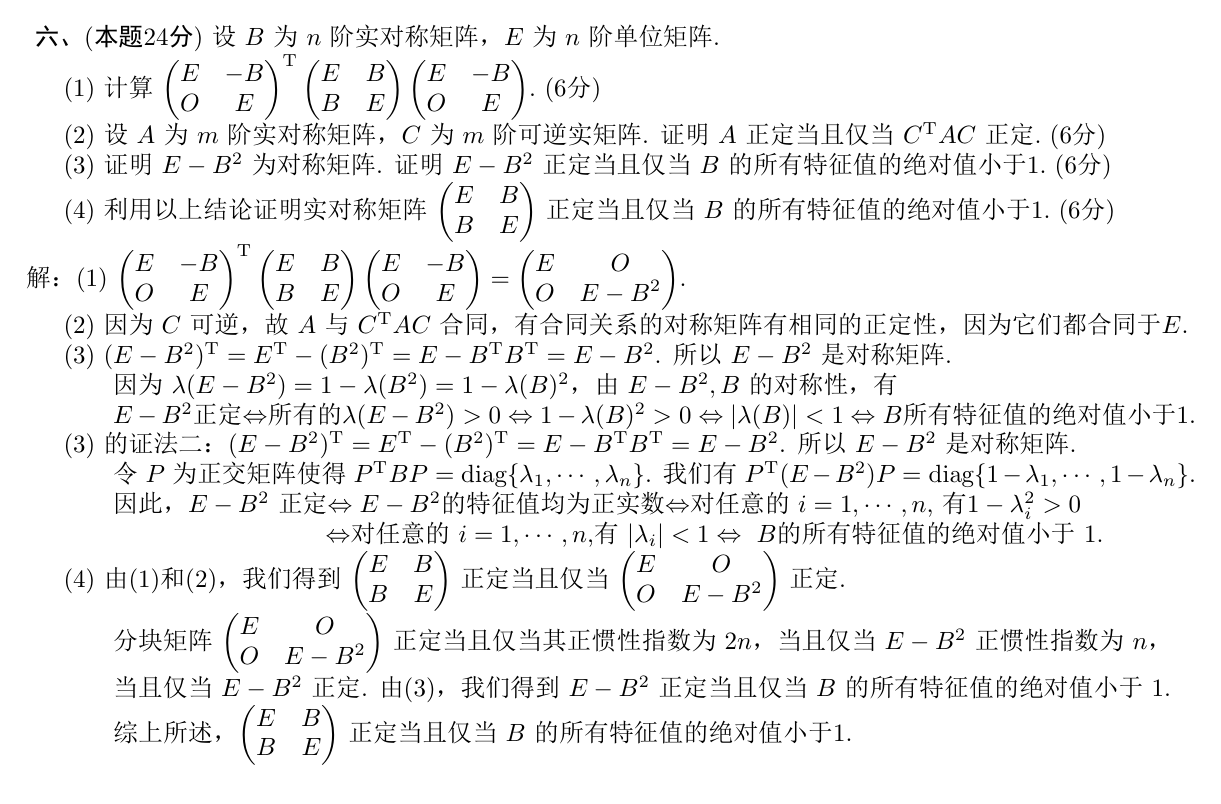 六、(本题24分) 设 B 为 n 阶实对称矩阵，E 为 n 阶单位矩阵.
(1) 计算 $\begin{pmatrix} E & -B \\ O & E \end{pmatrix}^{\mathrm{T}} \begin{pmatrix} E & B \\ B & E \end{pmatrix} \begin{pmatrix} E & -B \\ O & E \end{pmatrix}$. (6分)
(2) 设 A 为 m 阶实对称矩阵，C 为 m 阶可逆实矩阵. 证明 A 正定当且仅当 $C^{\mathrm{T}}AC$ 正定. (6分)
(3) 证明 $E - B^2$ 为对称矩阵. 证明 $E - B^2$ 正定当且仅当 B 的所有特征值的绝对值小于1. (6分)
(4) 利用以上结论证明实对称矩阵 $\begin{pmatrix} E & B \\ B & E \end{pmatrix}$ 正定当且仅当 B 的所有特征值的绝对值小于1. (6分)
解：(1) $\begin{pmatrix} E & -B \\ O & E \end{pmatrix}^{\mathrm{T}} \begin{pmatrix} E & B \\ B & E \end{pmatrix} \begin{pmatrix} E & -B \\ O & E \end{pmatrix} = \begin{pmatrix} E & O \\ O & E - B^2 \end{pmatrix}$.
(2) 因为 C 可逆，故 A 与 $C^{\mathrm{T}}AC$ 合同，有合同关系的对称矩阵有相同的正定性，因为它们都合同于E.
(3) $(E - B^2)^{\mathrm{T}} = E^{\mathrm{T}} - (B^2)^{\mathrm{T}} = E - B^{\mathrm{T}}B^{\mathrm{T}} = E - B^2$. 所以 $E - B^2$ 是对称矩阵.
因为 $\lambda(E - B^2) = 1 - \lambda(B^2) = 1 - \lambda(B)^2$，由 $E - B^2, B$ 的对称性，有
$E - B^2$正定⇔所有的$\lambda(E - B^2) > 0 \Leftrightarrow 1 - \lambda(B)^2 > 0 \Leftrightarrow |\lambda(B)| < 1 \Leftrightarrow B$所有特征值的绝对值小于1.
(3) 的证法二：$(E - B^2)^{\mathrm{T}} = E^{\mathrm{T}} - (B^2)^{\mathrm{T}} = E - B^{\mathrm{T}}B^{\mathrm{T}} = E - B^2$. 所以 $E - B^2$ 是对称矩阵.
令 P 为正交矩阵使得 $P^{\mathrm{T}}BP = \mathrm{diag}\{\lambda_1, \cdots, \lambda_n\}$. 我们有 $P^{\mathrm{T}}(E - B^2)P = \mathrm{diag}\{1 - \lambda_1, \cdots, 1 - \lambda_n\}$.
因此，$E - B^2$ 正定⇔ $E - B^2$的特征值均为正实数⇔对任意的 $i = 1, \cdots, n$, 有$1 - \lambda_i^2 > 0$
⇔对任意的 $i = 1, \cdots, n$,有 $|\lambda_i| < 1 \Leftrightarrow$ B的所有特征值的绝对值小于 1.
(4) 由(1)和(2)，我们得到 $\begin{pmatrix} E & B \\ B & E \end{pmatrix}$ 正定当且仅当 $\begin{pmatrix} E & O \\ O & E - B^2 \end{pmatrix}$ 正定.
分块矩阵 $\begin{pmatrix} E & O \\ O & E - B^2 \end{pmatrix}$ 正定当且仅当其正惯性指数为 2n，当且仅当 $E - B^2$ 正惯性指数为 n，
当且仅当 $E - B^2$ 正定. 由(3)，我们得到 $E - B^2$ 正定当且仅当 B 的所有特征值的绝对值小于 1.
综上所述，$\begin{pmatrix} E & B \\ B & E \end{pmatrix}$ 正定当且仅当 B 的所有特征值的绝对值小于1.